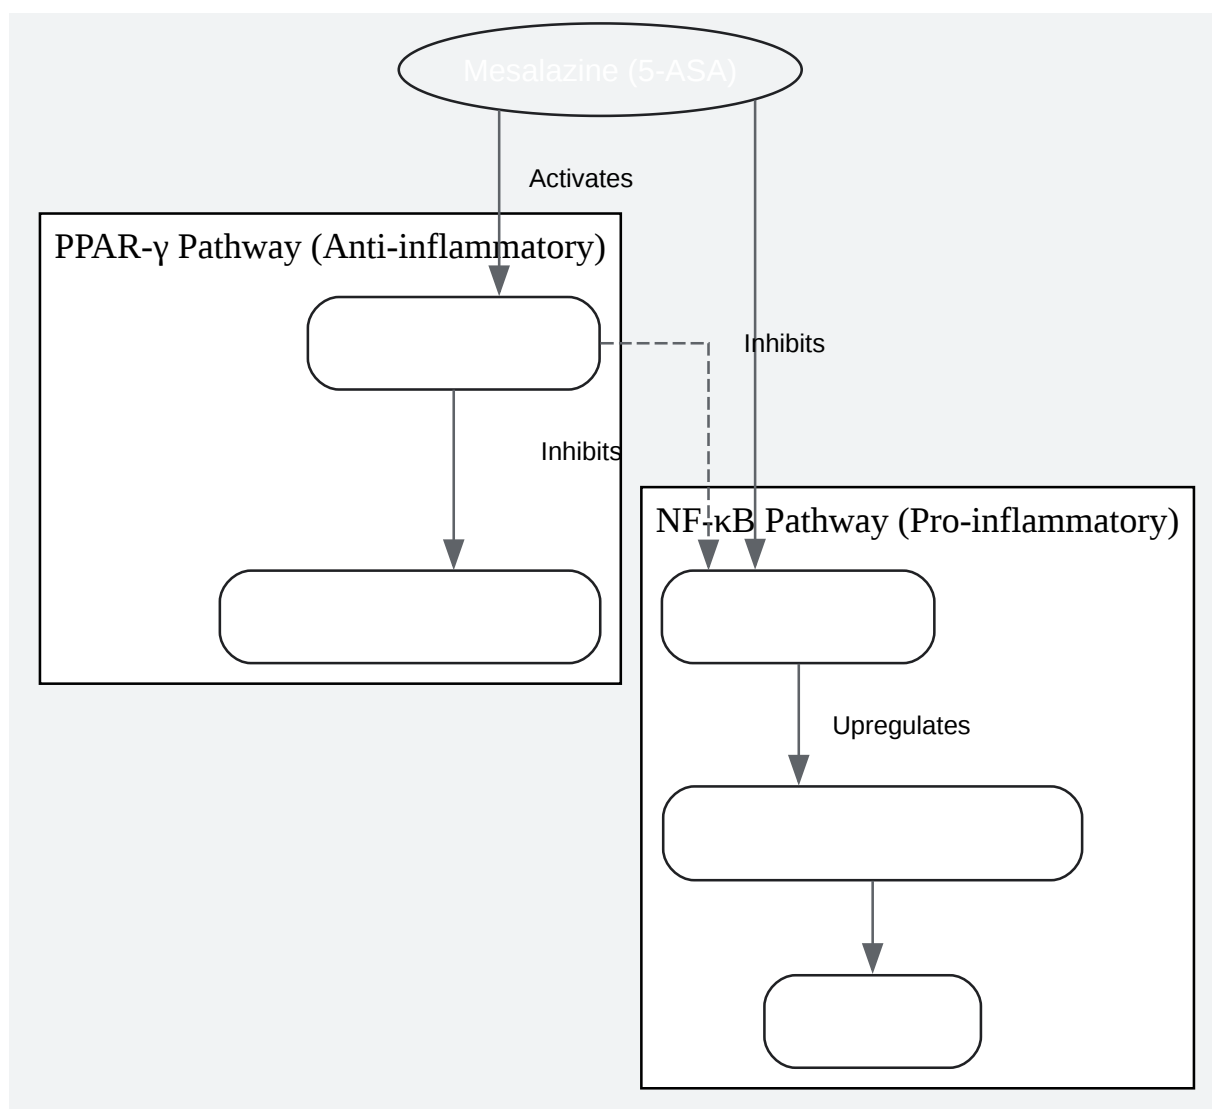 Mesalazine (5-ASA)
Activates
PPAR-γ Pathway (Anti-inflammatory)
Inhibits
Inhibits
NF-κB Pathway (Pro-inflammatory)
Upregulates